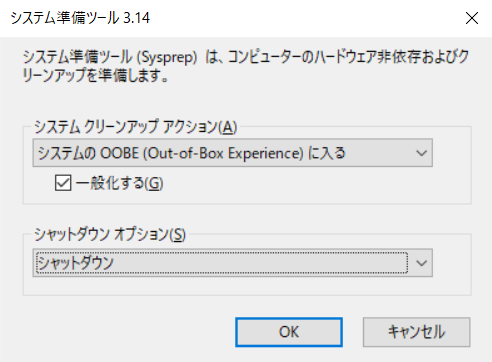 システム準備ツール 3.14
システム準備ツール (Sysprep) は、コンピューターのハードウェア非依存およびク
リーンアップを準備します。
システム クリーンアップ アクション(A)
システムの OOBE (Out-of-Box Experience) に入る
一般化する(G)
シャットダウン オプション(S)
シャットダウン
OK キャンセル